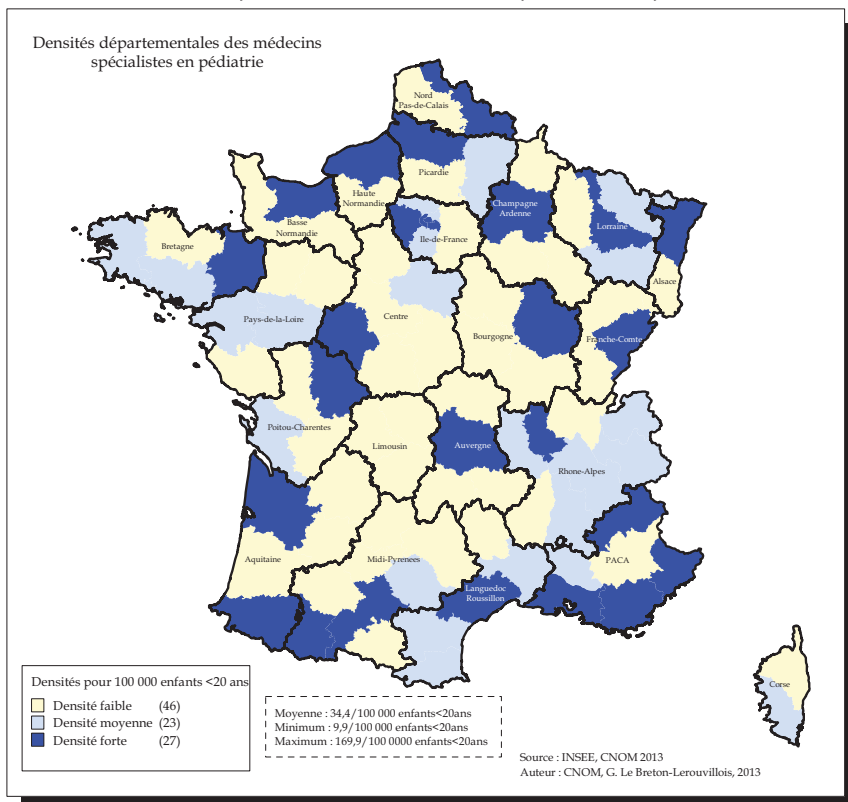 Densités départementales des médecins
spécialistes en pédiatrie
Nord
Pas-de-Calais
Picardie
Haute
Normandie
Basse
Normandie
Champagne
Ardenne
Lorraine
Ile-de-France
Bretagne
Alsace
Pays-de-la-Loire
Centre
Bourgogne
Franche-Comte
Poitou-Charentes
Limousin
Auvergne
Rhone-Alpes
Aquitaine
Midi-Pyrenees
PACA
Languedoc
Roussillon
Corse
Densités pour 100 000 enfants <20 ans
Densité faible (46)
Densité moyenne (23)
Densité forte (27)
Moyenne : 34,4/100 000 enfants<20ans
Minimum : 9,9/100 000 enfants<20ans
Maximum : 169,9/100 0000 enfants<20ans
Source : INSEE, CNOM 2013
Auteur : CNOM, G. Le Breton-Lerouvillois, 2013